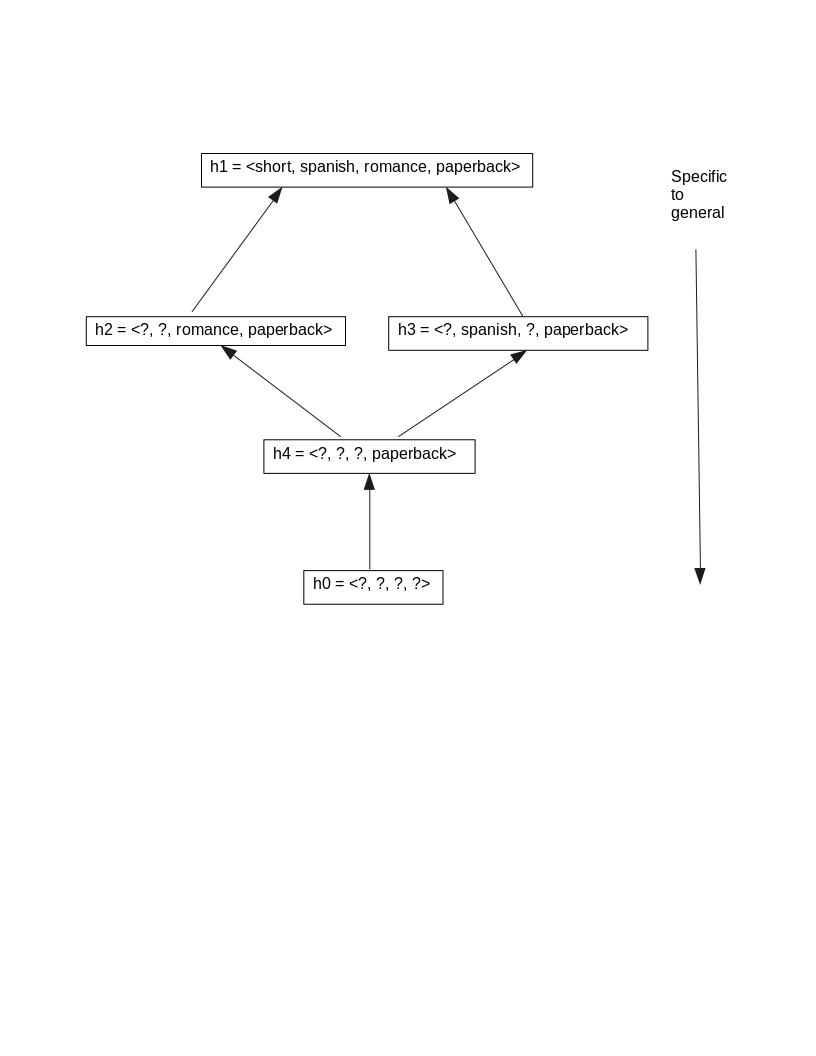 h1 = <short, spanish, romance, paperback>
Specific
to
general
h2 = <?, ?, romance, paperback>
h3 = <?, spanish, ?, paperback>
h4 = <?, ?, ?, paperback>
h0 = <?, ?, ?, ?>